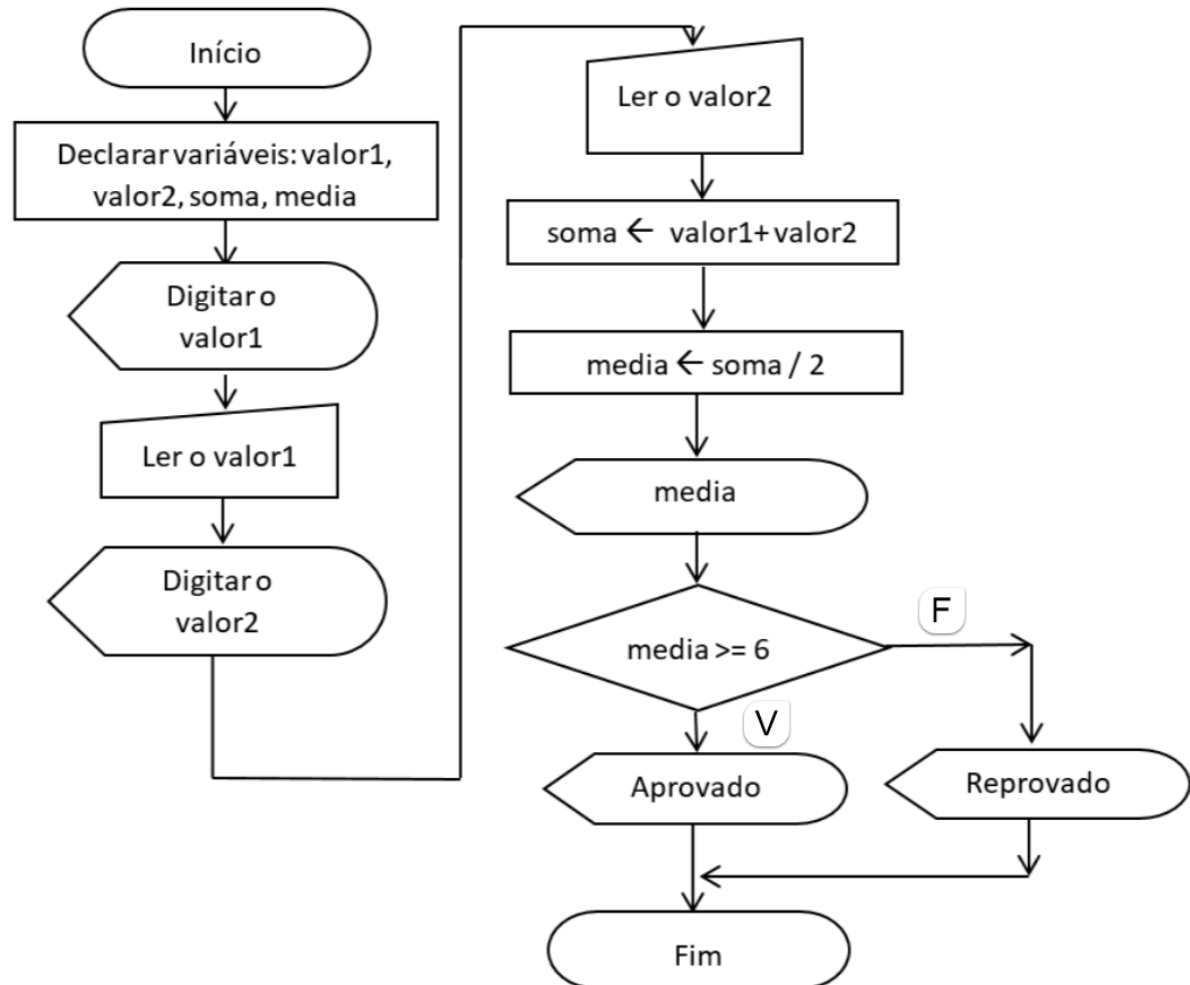 Início
Declarar variáveis: valor1,
valor2, soma, media
Digitar o
valor1
Ler o valor1
Digitar o
valor2
Ler o valor2
soma ← valor1+ valor2
media ← soma / 2
media
media >= 6
F
V
Aprovado
Reprovado
Fim